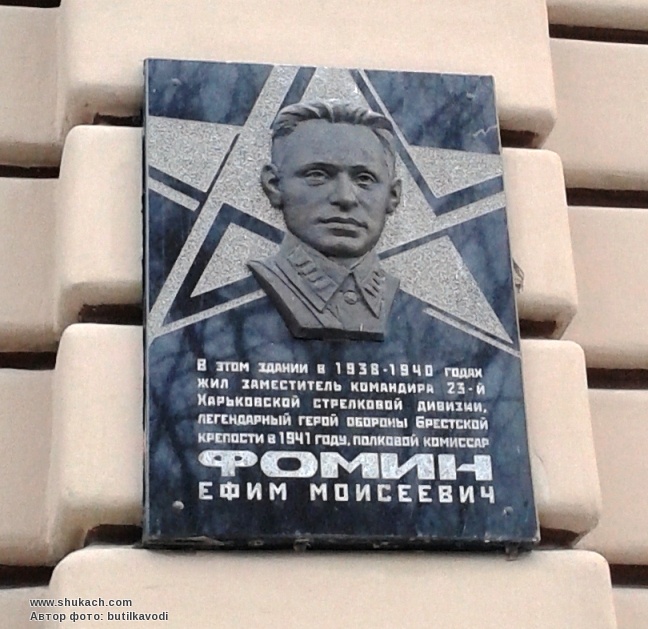 В этом здании в 1938-1940 годах
жил заместитель командира 23-й
Харьковской стрелковой дивизии,
легендарный герой обороны Брестской
крепости в 1941 году, полковой комиссар
ФОМИН
ЕФИМ МОИСЕЕВИЧ
www.shukach.com
Автор фото: butilkavodi